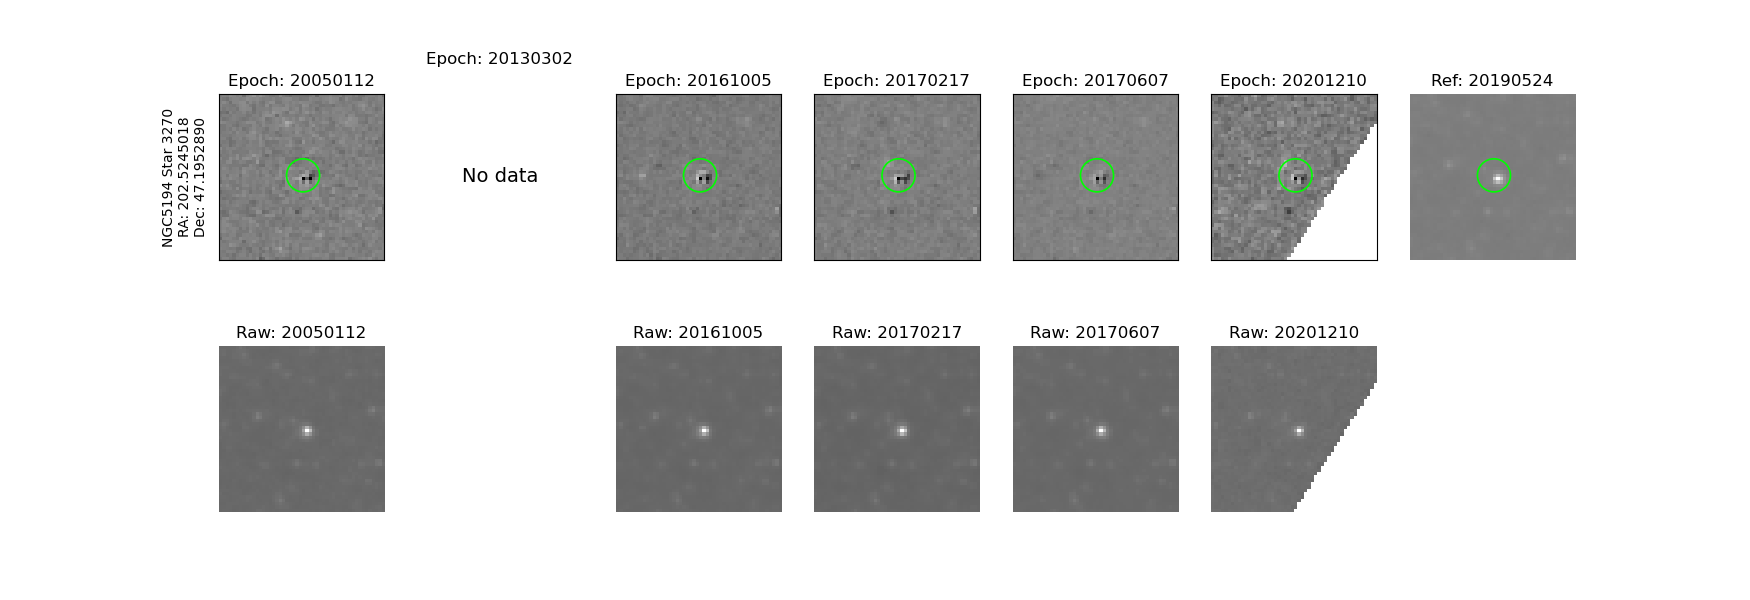 Epoch: 20130302
Epoch: 20050112
Epoch: 20161005
Epoch: 20170217
Epoch: 20170607
Epoch: 20201210
Ref: 20190524
NGC5194 Star 3270
RA: 202.5245018
Dec: 47.1952890
No data
Raw: 20050112
Raw: 20161005
Raw: 20170217
Raw: 20170607
Raw: 20201210